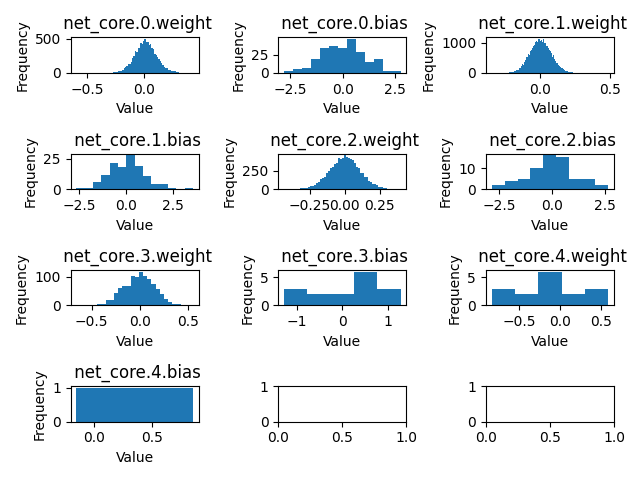 net_core.0.weight
Frequency
500
0
−0.5
0.0
Value
net_core.0.bias
Frequency
25
0
−2.5
0.0
2.5
Value
net_core.1.weight
Frequency
1000
0
0.0
0.5
Value
net_core.1.bias
Frequency
25
0
−2.5
0.0
2.5
Value
net_core.2.weight
Frequency
250
0
−0.25
0.00
0.25
Value
net_core.2.bias
Frequency
10
0
−2.5
0.0
2.5
Value
net_core.3.weight
Frequency
100
0
−0.5
0.0
0.5
Value
net_core.3.bias
Frequency
5
0
−1
0
1
Value
net_core.4.weight
Frequency
5
0
−0.5
0.0
0.5
Value
net_core.4.bias
Frequency
1
0
0.0
0.5
Value
1
0
0.0
0.5
1.0
1
0
0.0
0.5
1.0